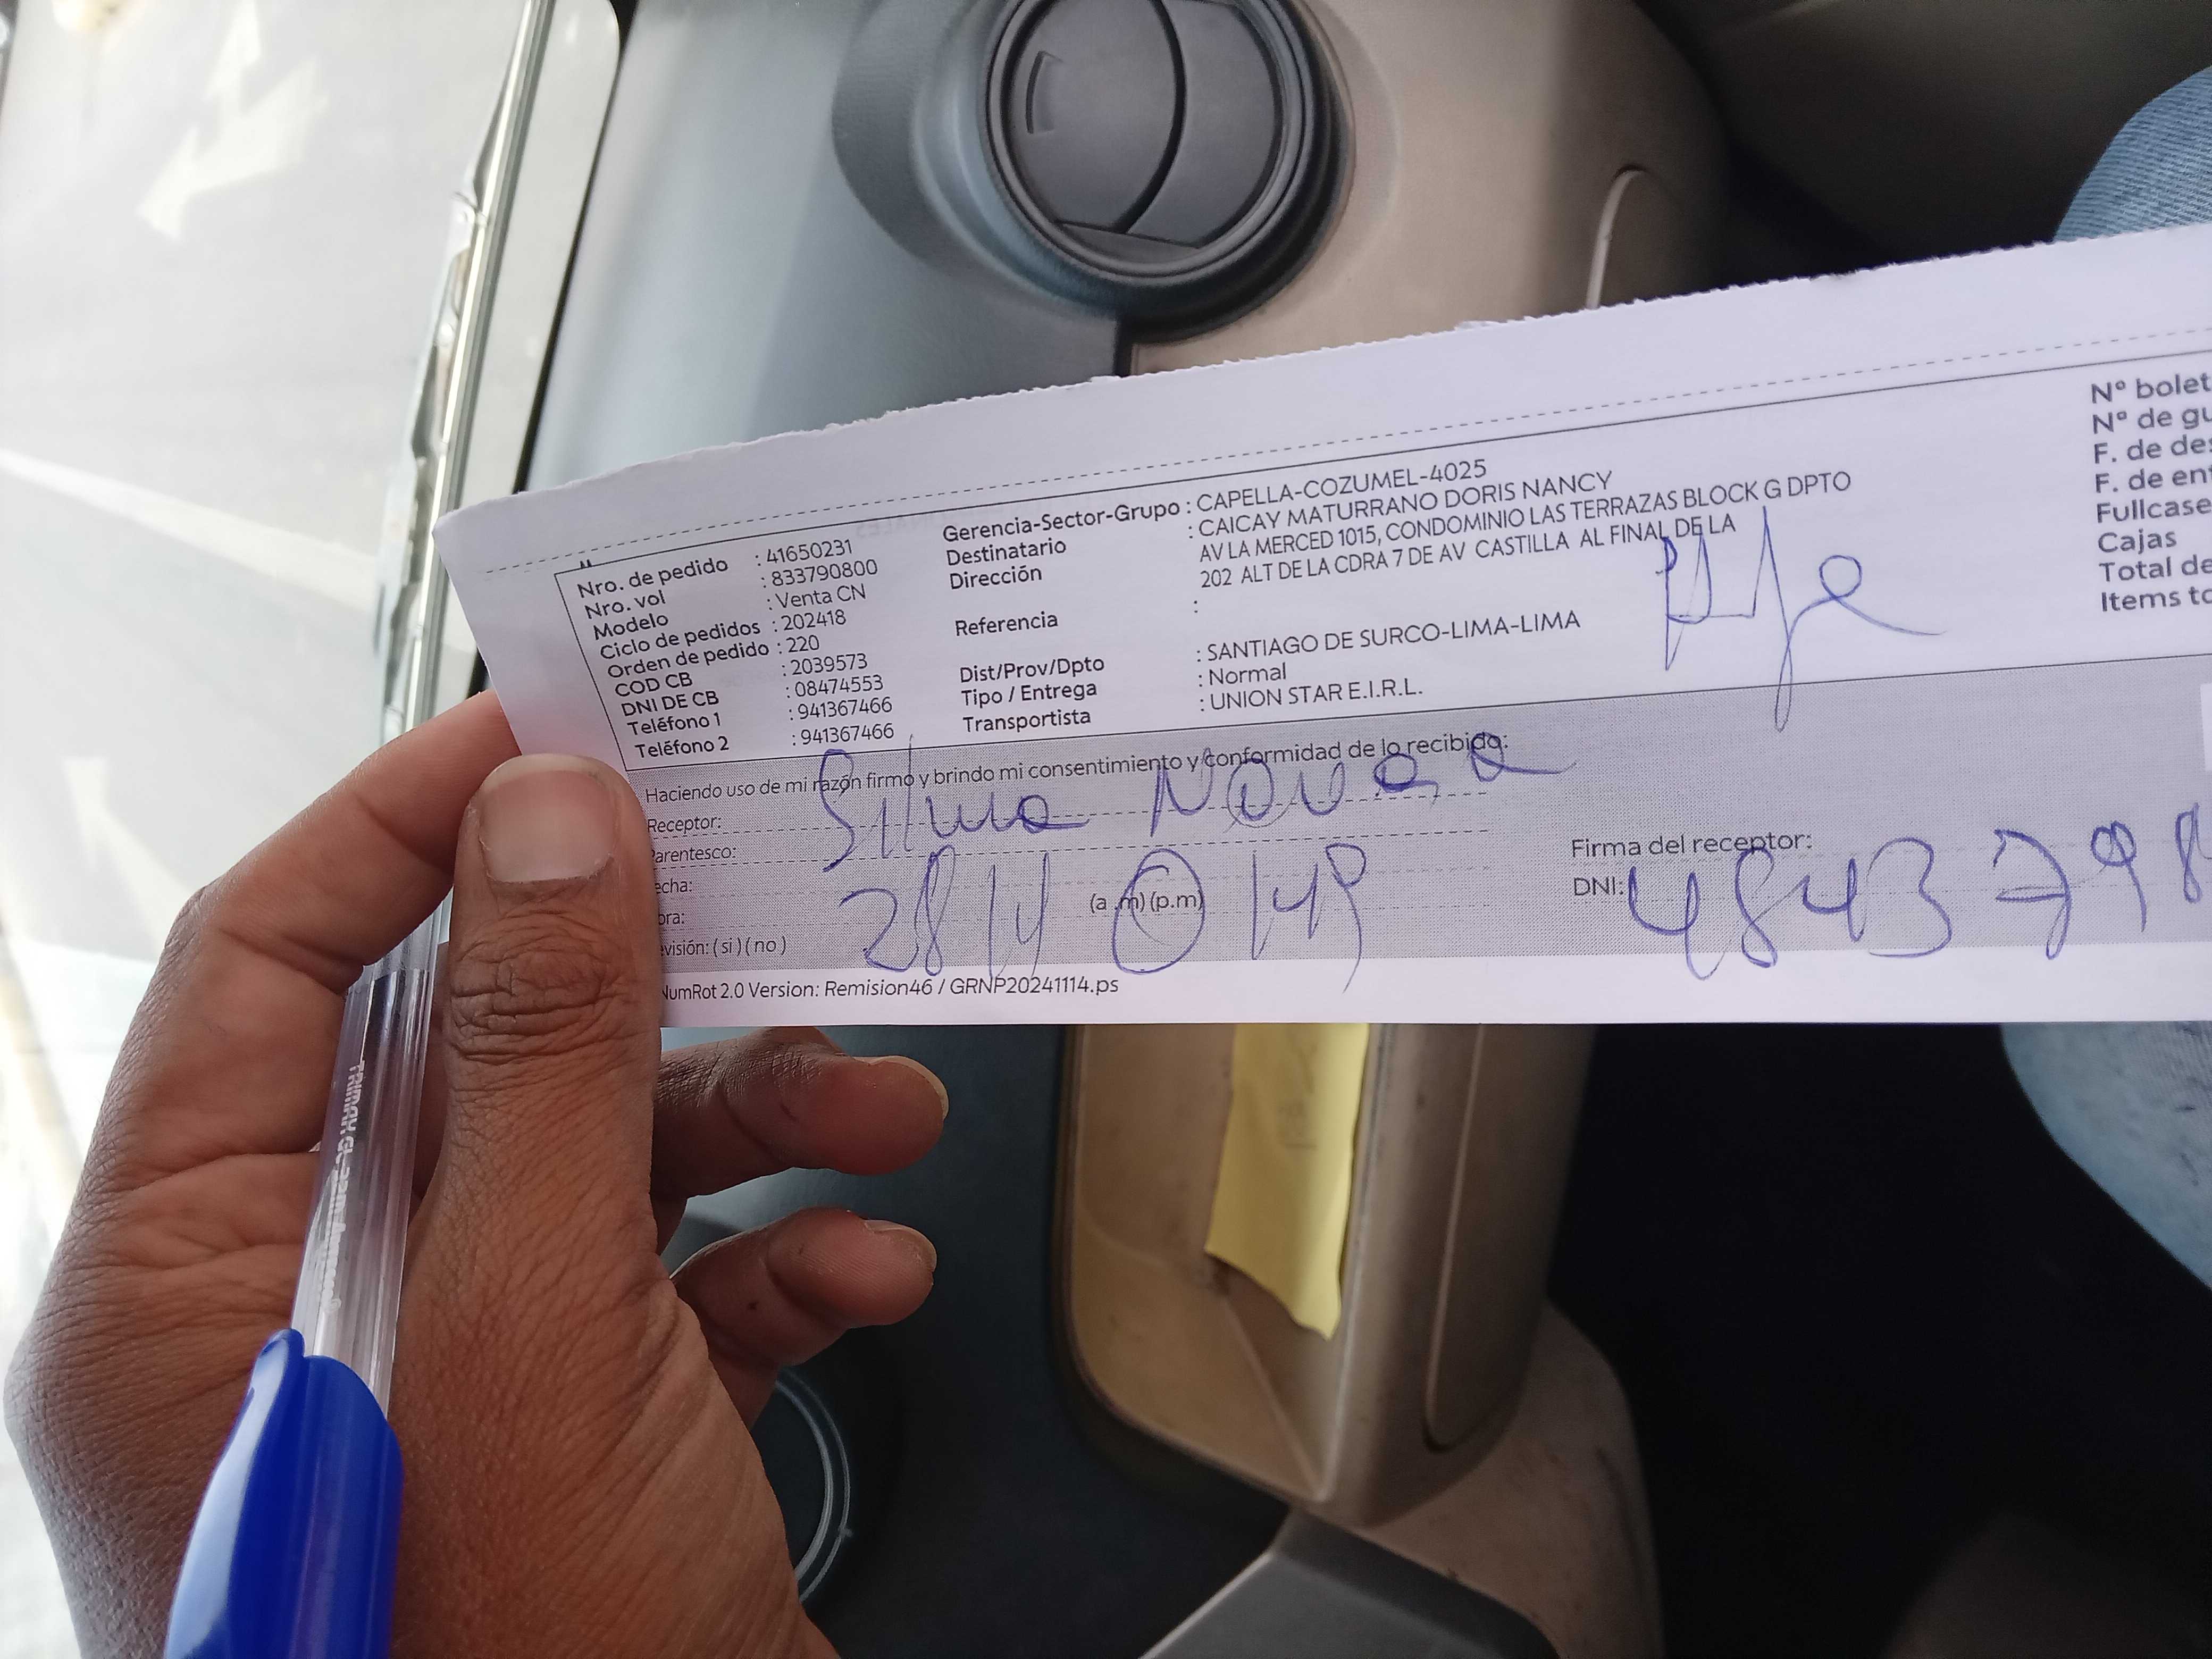 Nro. de pedido : 41650231
Nro. vol : 833790800
Modelo : Venta CN
Ciclo de pedidos : 202418
Orden de pedido : 220
COD CB : 2039573
DNI DE CB : 08474553
Teléfono 1 : 941367466
Teléfono 2 : 941367466
Gerencia-Sector-Grupo : CAPELLA-COZUMEL-4025
Destinatario : CAICAY MATURRANO DORIS NANCY
Dirección AV LA MERCED 1015, CONDOMINIO LAS TERRAZAS BLOCK G DPTO
202 ALT DE LA CDRA 7 DE AV CASTILLA AL FINAL DE LA
Referencia :
Dist/Prov/Dpto : SANTIAGO DE SURCO-LIMA-LIMA
Tipo / Entrega : Normal
Transportista : UNION STAR E.I.R.L.
Nº bolet
Nº de gu
F. de des
F. de ent
Fullcase
Cajas
Total de
Items to
Haciendo uso de mi razón firmo y brindo mi consentimiento y conformidad de lo recibido:
Receptor:
Parentesco:
echa: 28/11
ora: (a .m) (p.m)
evisión: ( si ) ( no )
Firma del receptor:
DNI: 4843798
NumRot 2.0 Version: Remision46 / GRNP20241114.ps